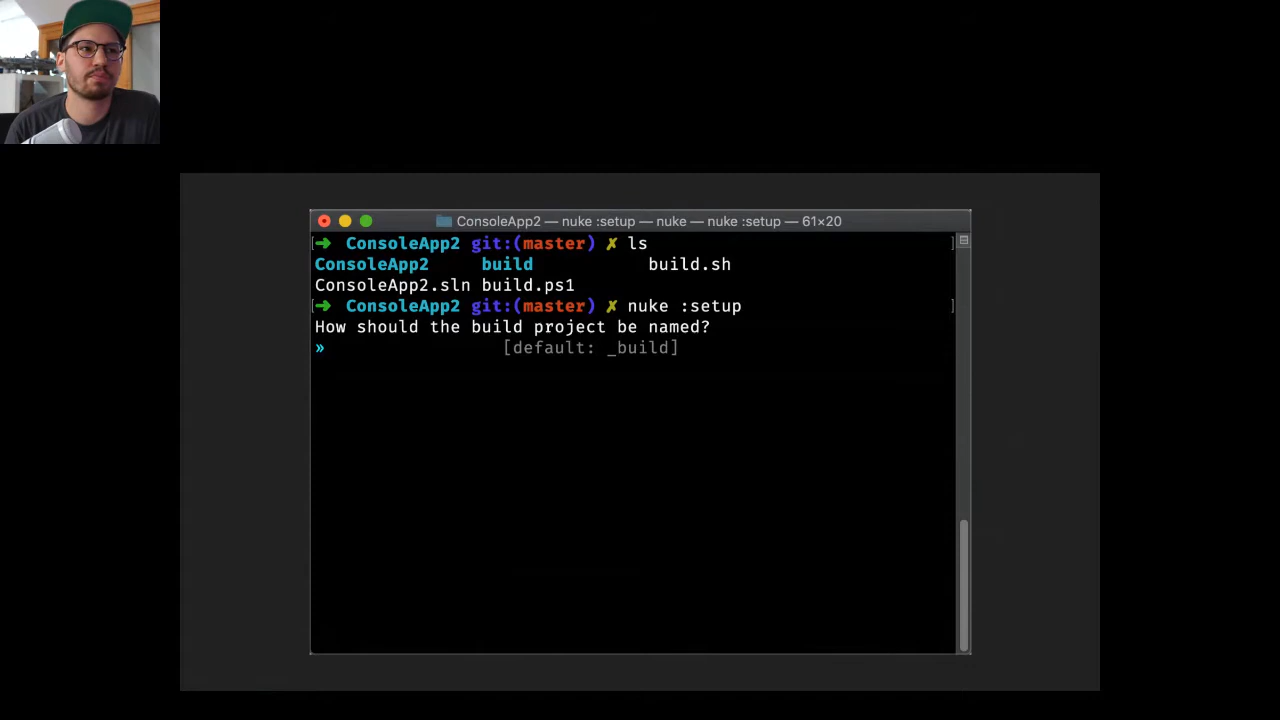 ConsoleApp2 — nuke :setup — nuke — nuke :setup — 61×20
[➜ ConsoleApp2 git:(master) ✗ ls ]
ConsoleApp2 build build.sh
ConsoleApp2.sln build.ps1
[➜ ConsoleApp2 git:(master) ✗ nuke :setup ]
How should the build project be named?
» [default: _build]